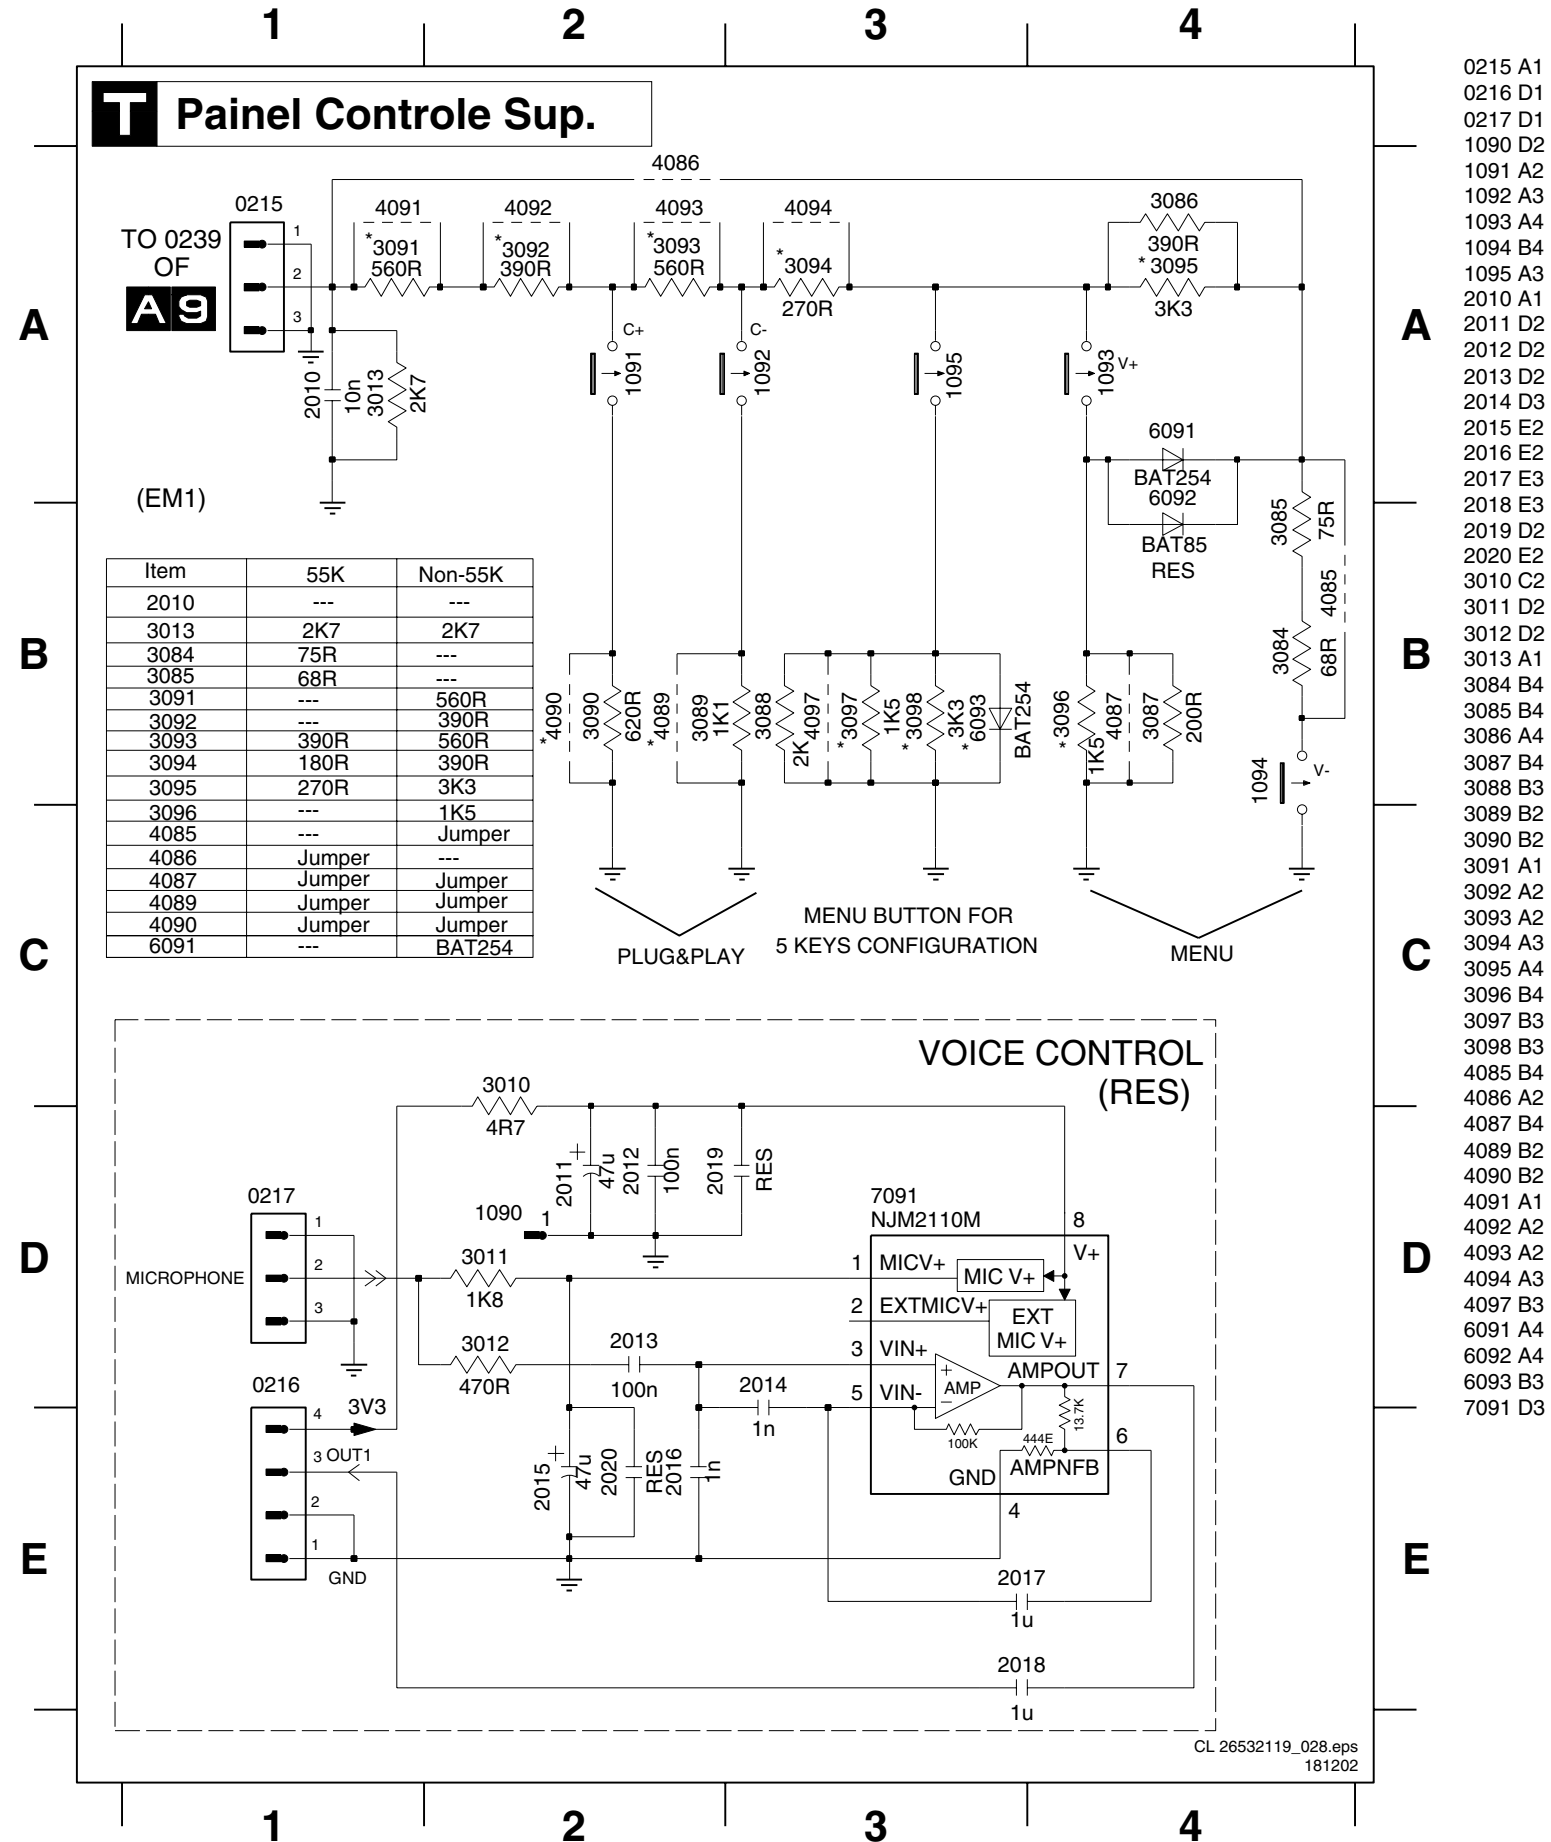 1 2 3 4
T Painel Controle Sup.
4086
0215
TO 0239
OF
A9
1
2
3
4091
*
3091
560R
4092
*
3092
390R
4093
*
3093
560R
4094
*
3094
270R
3086
390R
* 3095
3K3
A
A
2010
10n
3013
2K7
C+
1091
C-
1092
1095
1093
V+
6091
BAT254
6092
BAT85
RES
3085
75R
4085
3084
68R
1094
V-
(EM1)
Item 55K Non-55K
2010 --- ---
3013 2K7 2K7
3084 75R ---
3085 68R ---
3091 --- 560R
3092 --- 390R
3093 390R 560R
3094 180R 390R
3095 270R 3K3
3096 --- 1K5
4085 --- Jumper
4086 Jumper ---
4087 Jumper Jumper
4089 Jumper Jumper
4090 Jumper Jumper
6091 --- BAT254
B
B
*4090
3090
620R
*4089
3089
1K1
3088
2K
4097
*3097
1K5
*3098
3K3
*6093
BAT254
*3096
1K5
4087
3087
200R
C
C
PLUG&PLAY
MENU BUTTON FOR
5 KEYS CONFIGURATION
MENU
VOICE CONTROL
(RES)
3010
4R7
2011
+
47u
2012
100n
2019
RES
1090 1
0217
1
2
3
MICROPHONE
3011
1K8
3012
470R
2013
100n
2014
1n
7091
NJM2110M
8
V+
1 MICV+
MIC V+
2 EXTMICV+
EXT
MIC V+
3 VIN+
5 VIN-
+
AMP
−
AMPOUT 7
100K
13.7K
444E
6
AMPNFB
GND
4
D
D
0216
4
3V3
3 OUT1
2
1
GND
2015
+
47u
2020
RES
2016
1n
2017
1u
2018
1u
E
E
CL 26532119_028.eps
181202
1 2 3 4
0215 A1
0216 D1
0217 D1
1090 D2
1091 A2
1092 A3
1093 A4
1094 B4
1095 A3
2010 A1
2011 D2
2012 D2
2013 D2
2014 D3
2015 E2
2016 E2
2017 E3
2018 E3
2019 D2
2020 E2
3010 C2
3011 D2
3012 D2
3013 A1
3084 B4
3085 B4
3086 A4
3087 B4
3088 B3
3089 B2
3090 B2
3091 A1
3092 A2
3093 A2
3094 A3
3095 A4
3096 B4
3097 B3
3098 B3
4085 B4
4086 A2
4087 B4
4089 B2
4090 B2
4091 A1
4092 A2
4093 A2
4094 A3
4097 B3
6091 A4
6092 A4
6093 B3
7091 D3